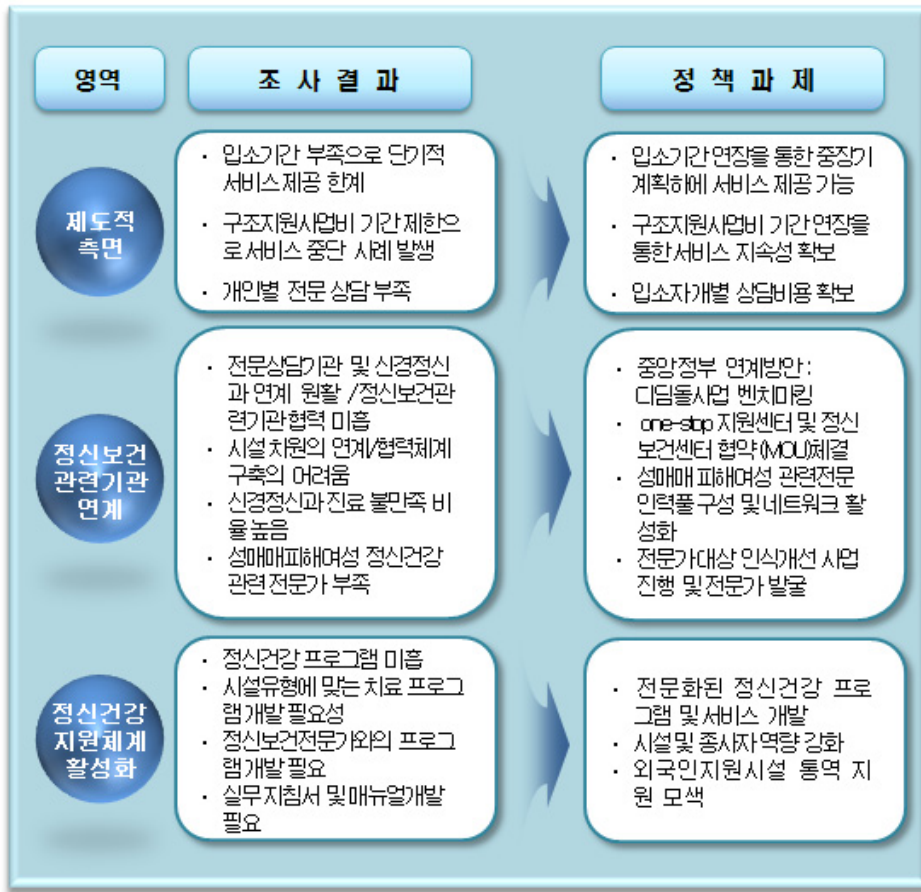 영역
조 사 결 과
정 책 과 제
제도적
측면
· 입소기간 부족으로 단기적
서비스제공 한계
· 구조지원사업비 기간제한으
로 서비스 중단 사례 발생
· 개인별 전문 상담 부족
· 입소기간연장을 통한 중장기
계획하에 서비스 제공 가능
· 구조지원사업비 기간연장을
통한 서비스 지속성 확보
· 입소자개별 상담비용 확보
정신보건
관련기관
연계
· 전문상담기관 및 신경정신
과 연계 원활 /정신보건관
련기관협력 미흡
· 시설 차원의 연계/협력체계
구축의 어려움
· 신경정신과 진료 불만족 비
율 높음
· 성매매피해여성 정신건강
관련 전문가 부족
· 중앙정부 연계방안 :
디딤돌사업 벤치마킹
· one-stop 지원센터 및 정신
보건센터 협약(MOU)체결
· 성매매 피해여성 관련전문
인력풀 구성 및 네트워크 활
성화
· 전문가대상 인식개선 사업
진행 및 전문가 발굴
정신건강
지원체계
활성화
· 정신건강 프로그램 미흡
· 시설유형에 맞는 치료 프로그
램개발 필요성
· 정신보건전문가와의 프로그
램개발 필요
· 실무지침서 및 매뉴얼개발
필요
· 전문화된 정신건강 프로
그램 및 서비스 개발
· 시설및 종사자 역량 강화
· 외국인지원시설 통역 지
원 모색